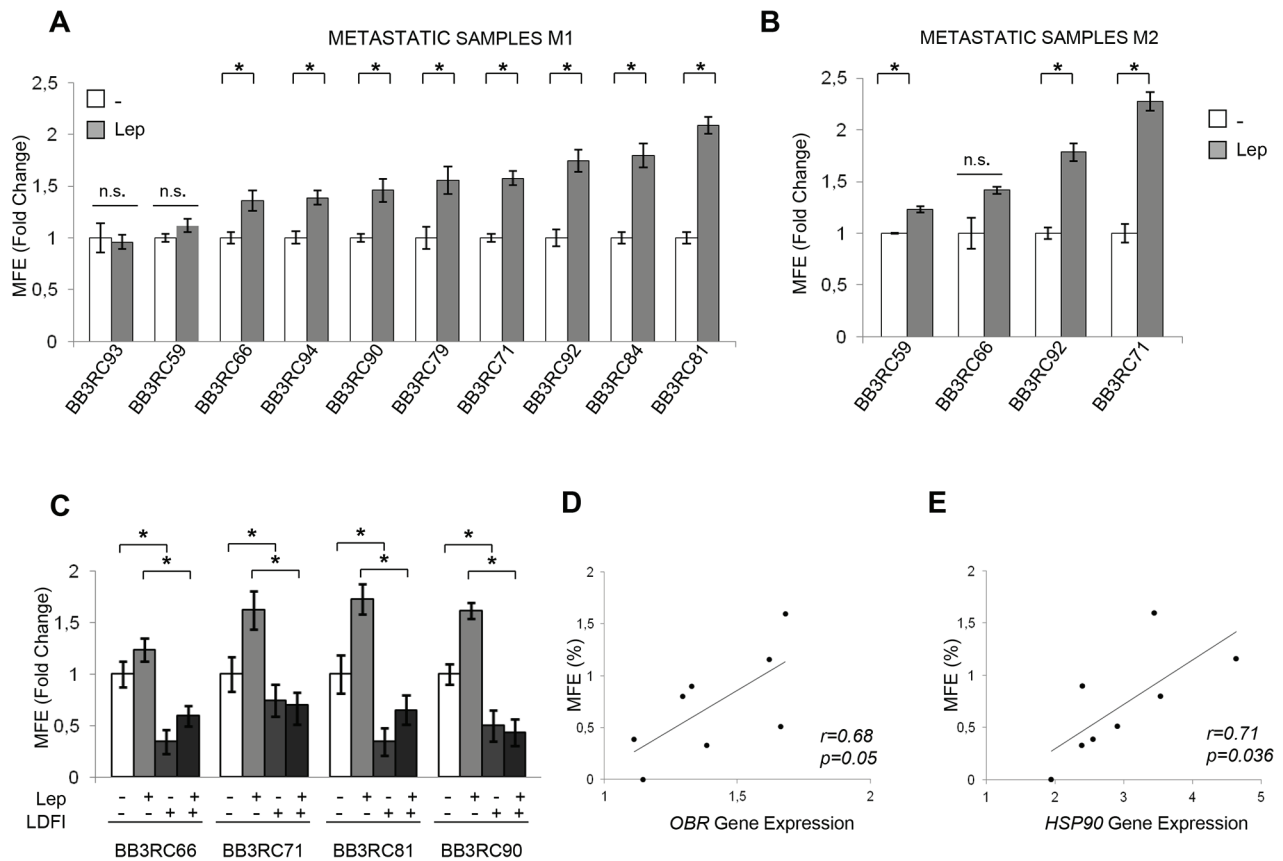 A
METASTATIC SAMPLES M1
* * * * * * * *
MFE (Fold Change)
2,5
2
1,5
1
0,5
0
-
Lep
n.s. n.s.
BB3RC93 BB3RC59 BB3RC66 BB3RC94 BB3RC90 BB3RC79 BB3RC71 BB3RC92 BB3RC84 BB3RC81
B
METASTATIC SAMPLES M2
* * *
MFE (Fold Change)
2,5
2
1,5
1
0,5
0
n.s.
-
Lep
BB3RC59 BB3RC66 BB3RC92 BB3RC71
C
* * * *
* * * *
MFE (Fold Change)
2
1,5
1
0,5
0
Lep - + - + - + - + - + - + - + - +
LDFI - - + + - - + + - - + + - - + +
BB3RC66 BB3RC71 BB3RC81 BB3RC90
D
MFE (%)
2
1,5
1
0,5
0
r=0.68
p=0.05
1 1,5 2
OBR Gene Expression
E
MFE (%)
2
1,5
1
0,5
0
r=0.71
p=0.036
1 2 3 4 5
HSP90 Gene Expression